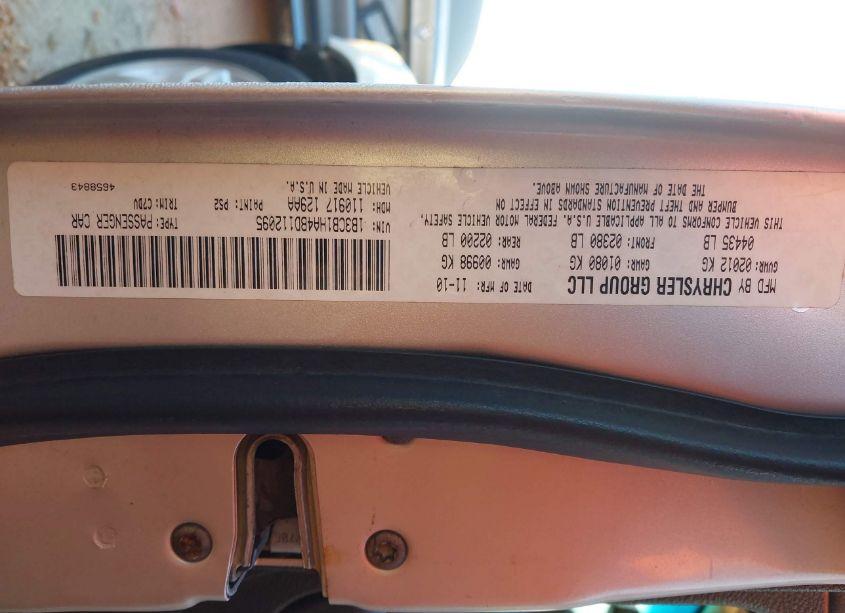 MFD BY CHRYSLER GROUP LLC DATE OF MFR: 11-10
GVWR: 02012 KG GAWR: 01080 KG GAWR: 00998 KG
04435 LB FRONT: 02380 LB REAR: 02200 LB
THIS VEHICLE CONFORMS TO ALL APPLICABLE U.S.A. FEDERAL MOTOR VEHICLE SAFETY,
BUMPER AND THEFT PREVENTION STANDARDS IN EFFECT ON
THE DATE OF MANUFACTURE SHOWN ABOVE.
VIN: 1B3CB1HA4BD112095 TYPE: PASSENGER CAR
MDH: 110917 129AA PAINT: PS2 TRIM: CTDV
VEHICLE MADE IN U.S.A. 4658843